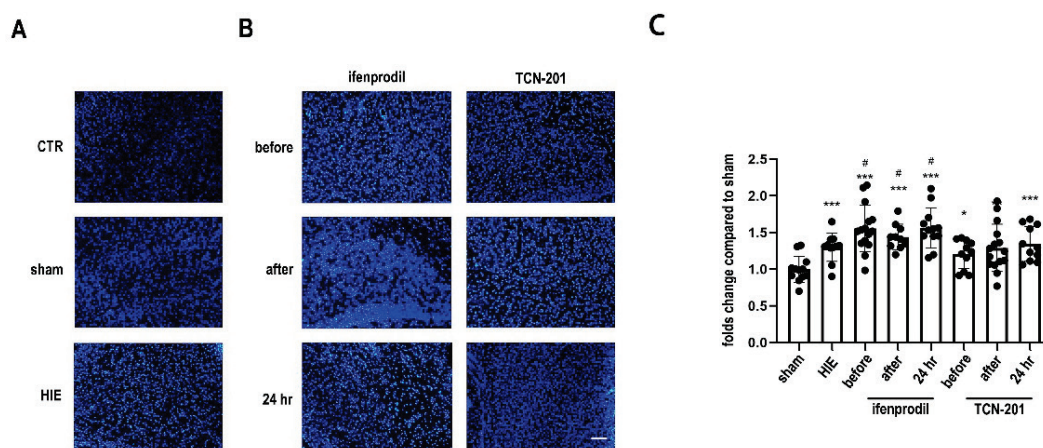 A
B
C
ifenprodil TCN-201
CTR
before
sham
after
HIE
24 hr
folds change compared to sham
2.5
2.0
1.5
1.0
0.5
0.0
# # #
*** *** *** *** * ***
sham HIE before after 24 hr before after 24 hr
ifenprodil TCN-201